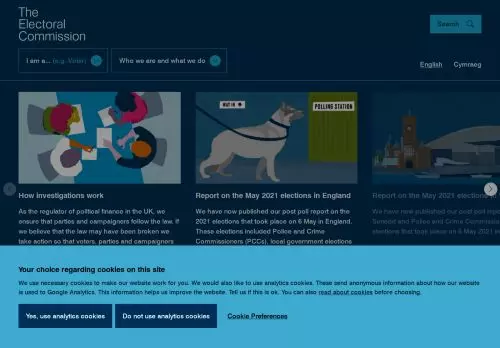 The
Electoral
Commission
Search
I am a... (e.g. Voter)
Who we are and what we do
English
Cymraeg
WAY IN
POLLING STATION
How investigations work
Report on the May 2021 elections in England
Report on the May 2021 elections in
As the regulator of political finance in the UK, we
ensure that parties and campaigners follow the law. If
we believe that the law may have been broken we
take action so that voters, parties and campaigners
We have published our post poll report on the
2021 elections that took place on 6 May in England.
These elections included Police and Crime
Commissioners (PCCs), local government elections
We have now published our post poll report
Senedd and Police and Crime Commiss
elections that took place on 6 May 2021
Your choice regarding cookies on this site
We use necessary cookies to make our website work for you. We would also like to use analytics cookies. These send anonymous information about how our website
is used to Google Analytics. This information helps us improve the website. Tell us if this is ok. You can also read about cookies before choosing.
Yes, use analytics cookies
Do not use analytics cookies
Cookie Preferences